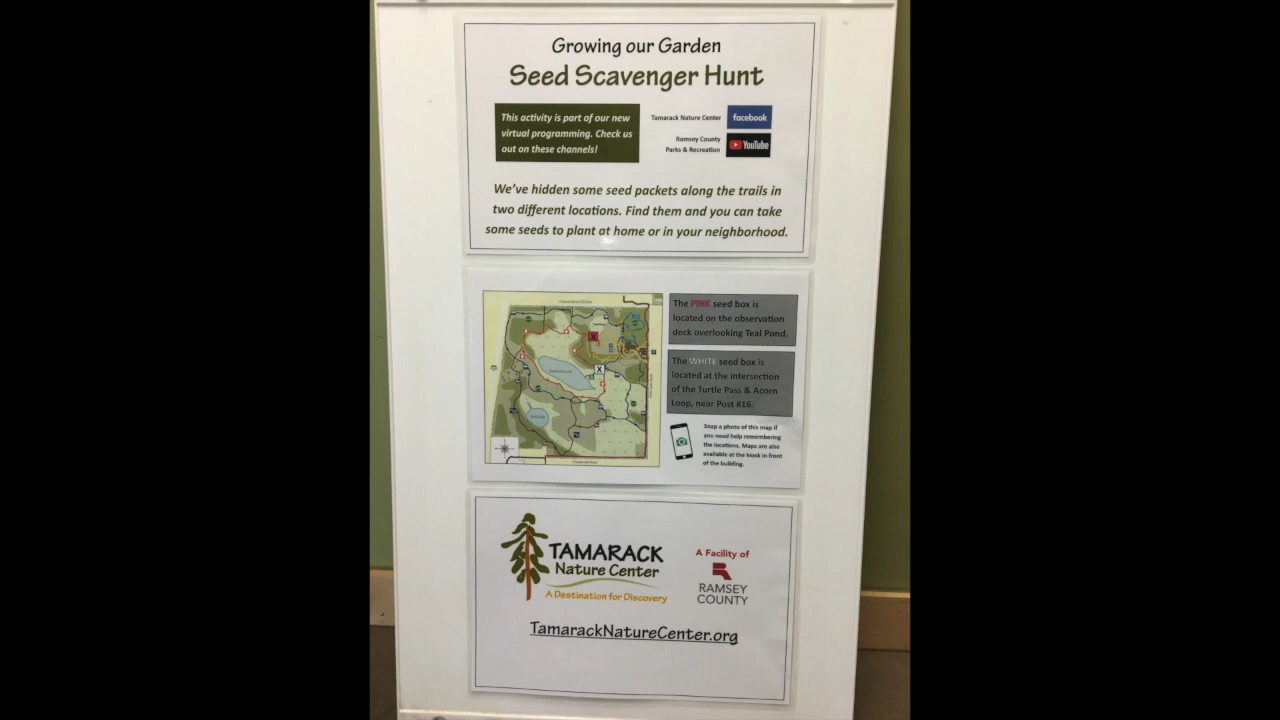 Growing our Garden
Seed Scavenger Hunt
This activity is part of our new
virtual programming. Check us
out on these channels!
Tamarack Nature Center
facebook
Ramsey County
Parks & Recreation
YouTube
We've hidden some seed packets along the trails in
two different locations. Find them and you can take
some seeds to plant at home or in your neighborhood.
X
X
The PINK seed box is
located on the observation
deck overlooking Teal Pond.
The WHITE seed box is
located at the intersection
of the Turtle Pass & Acorn
Loop, near Post #16.
Snap a photo of this map if
you need help remembering
the locations. Maps are also
available at the kiosk in front
of the building.
TAMARACK
Nature Center
A Destination for Discovery
A Facility of
RAMSEY
COUNTY
TamarackNatureCenter.org